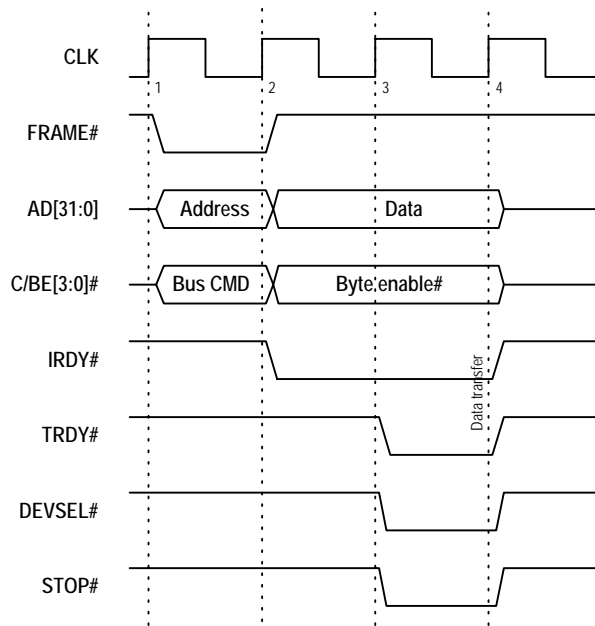 CLK
1 2 3 4
FRAME#
AD[31:0] Address Data
C/BE[3:0]# Bus CMD Byte enable#
IRDY#
Data transfer
TRDY#
DEVSEL#
STOP#